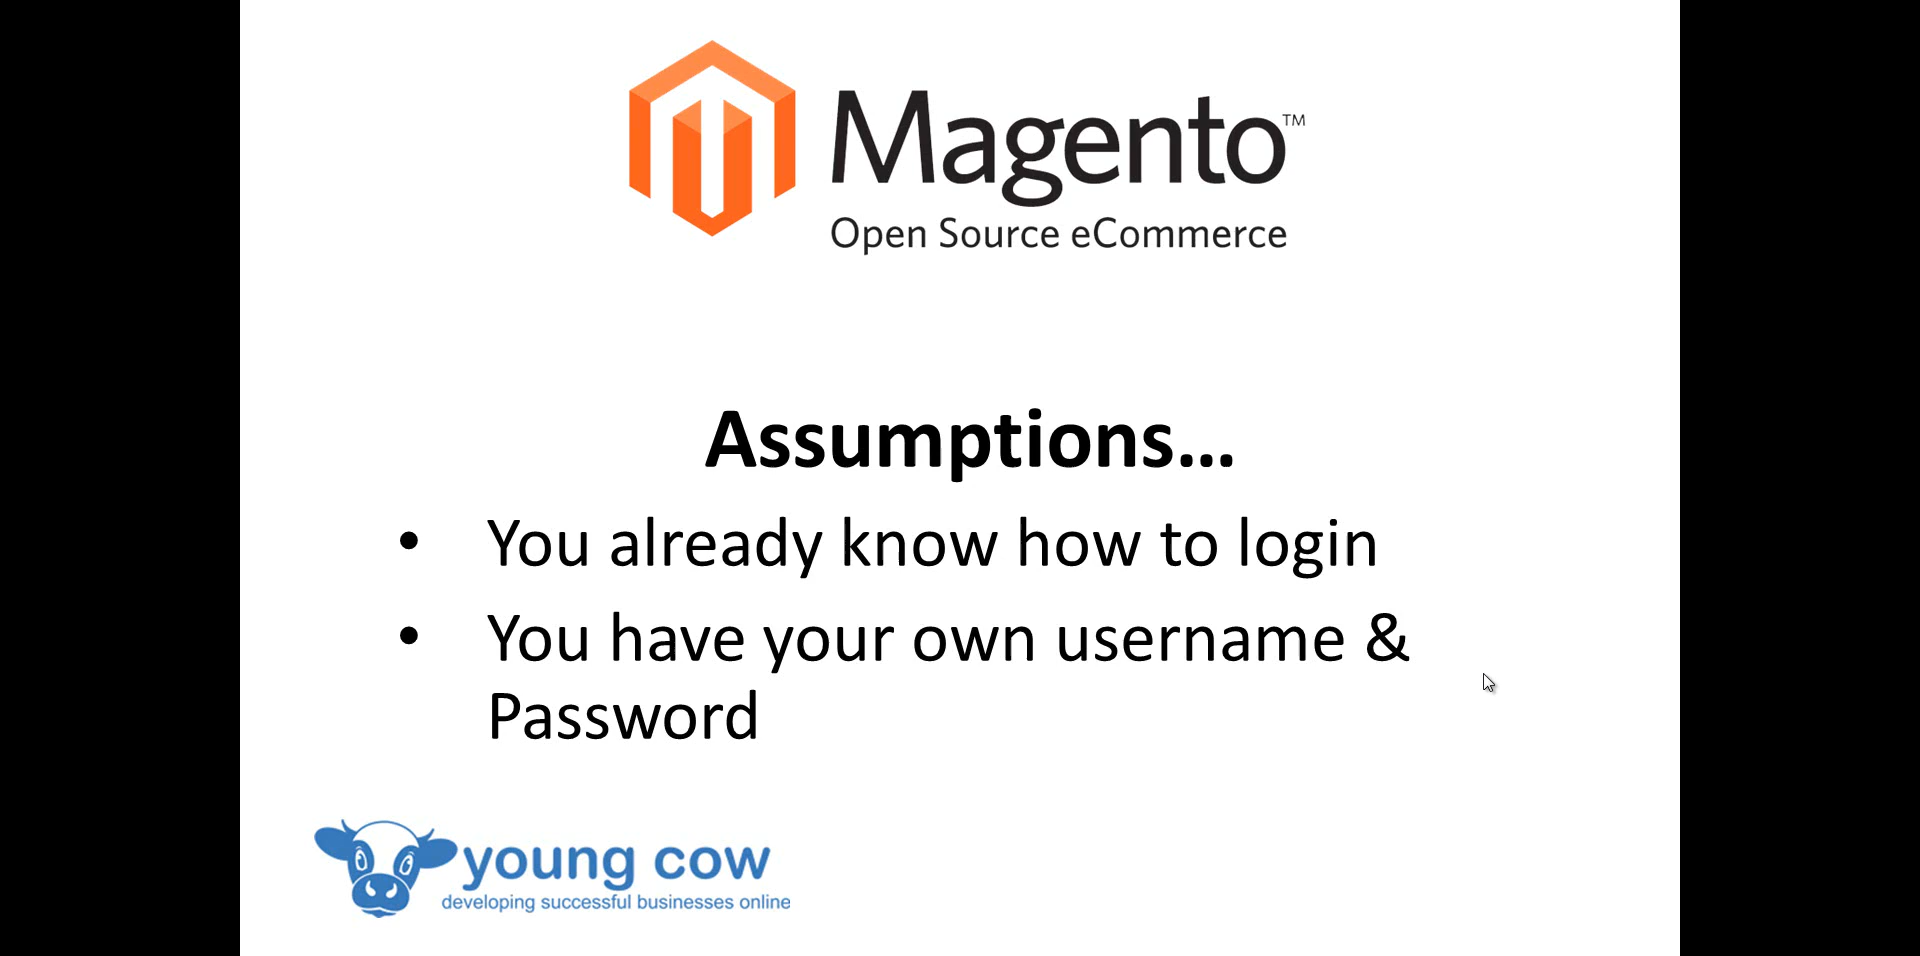 Magento™
Open Source eCommerce
Assumptions...
• You already know how to login
• You have your own username &
Password
young cow
developing successful businesses online